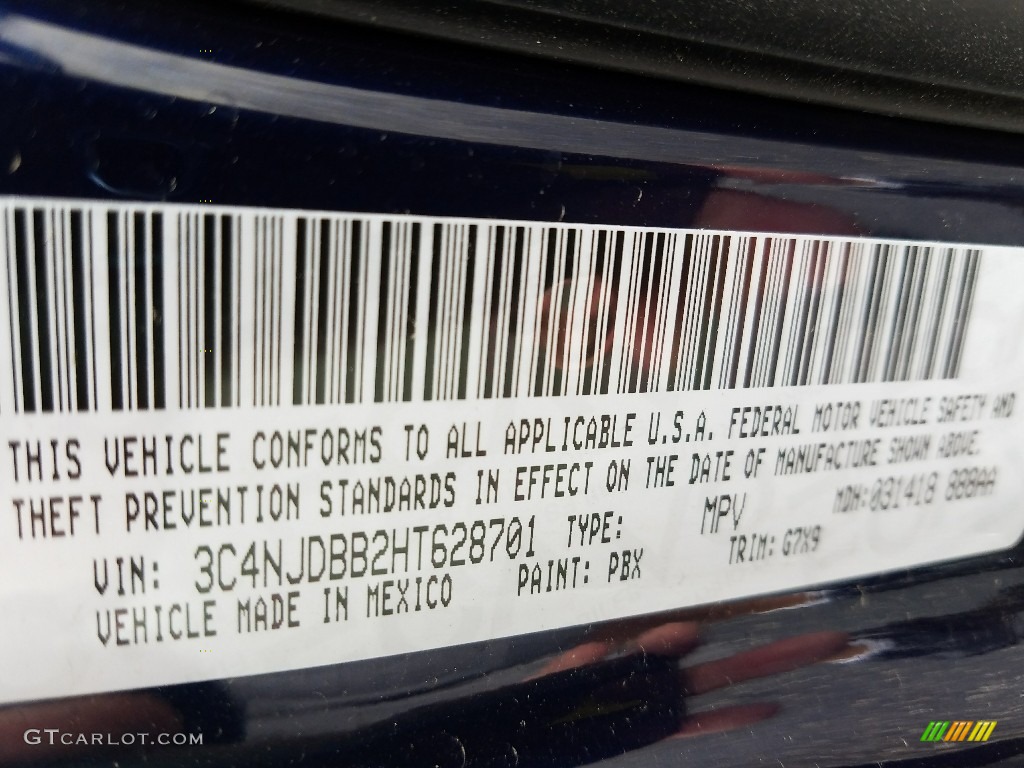 THIS VEHICLE CONFORMS TO ALL APPLICABLE U.S.A. FEDERAL MOTOR VEHICLE SAFETY AND
THEFT PREVENTION STANDARDS IN EFFECT ON THE DATE OF MANUFACTURE SHOWN ABOVE.
VIN: 3C4NJDBB2HT628701 TYPE: MPV MDH:031418 888AA
VEHICLE MADE IN MEXICO PAINT: PBX TRIM: G7X9
GTCARLOT.COM